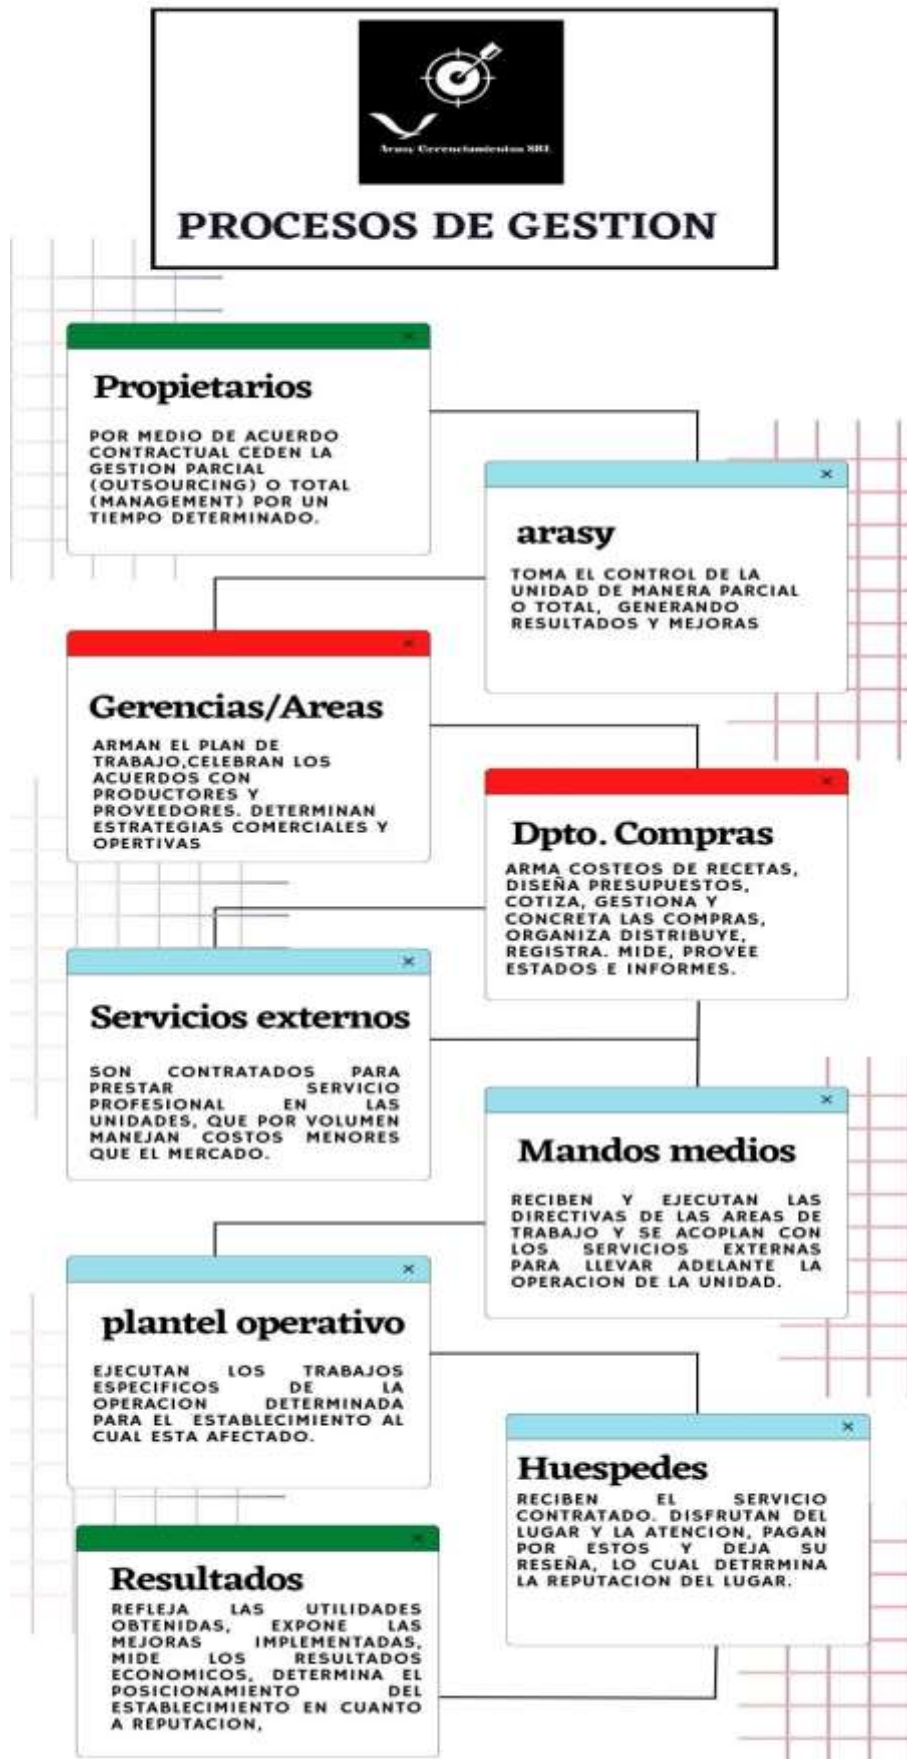 Arasy Gerenciamientos SRL
PROCESOS DE GESTION
Propietarios
POR MEDIO DE ACUERDO
CONTRACTUAL CEDEN LA
GESTION PARCIAL
(OUTSOURCING) O TOTAL
(MANAGEMENT) POR UN
TIEMPO DETERMINADO.
arasy
TOMA EL CONTROL DE LA
UNIDAD DE MANERA PARCIAL
O TOTAL, GENERANDO
RESULTADOS Y MEJORAS
Gerencias/Areas
ARMAN EL PLAN DE
TRABAJO,CELEBRAN LOS
ACUERDOS CON
PRODUCTORES Y
PROVEEDORES. DETERMINAN
ESTRATEGIAS COMERCIALES Y
OPERTIVAS
Dpto. Compras
ARMA COSTEOS DE RECETAS,
DISEÑA PRESUPUESTOS,
COTIZA, GESTIONA Y
CONCRETA LAS COMPRAS,
ORGANIZA DISTRIBUYE,
REGISTRA. MIDE, PROVEE
ESTADOS E INFORMES.
Servicios externos
SON CONTRATADOS PARA
PRESTAR SERVICIO
PROFESIONAL EN LAS
UNIDADES, QUE POR VOLUMEN
MANEJAN COSTOS MENORES
QUE EL MERCADO.
Mandos medios
RECIBEN Y EJECUTAN LAS
DIRECTIVAS DE LAS AREAS DE
TRABAJO Y SE ACOPLAN CON
LOS SERVICIOS EXTERNAS
PARA LLEVAR ADELANTE LA
OPERACION DE LA UNIDAD.
plantel operativo
EJECUTAN LOS TRABAJOS
ESPECIFICOS DE LA
OPERACION DETERMINADA
PARA EL ESTABLECIMIENTO AL
CUAL ESTA AFECTADO.
Huespedes
RECIBEN EL SERVICIO
CONTRATADO. DISFRUTAN DEL
LUGAR Y LA ATENCION, PAGAN
POR ESTOS Y DEJA SU
RESEÑA, LO CUAL DETRRMINA
LA REPUTACION DEL LUGAR.
Resultados
REFLEJA LAS UTILIDADES
OBTENIDAS, EXPONE LAS
MEJORAS IMPLEMENTADAS,
MIDE LOS RESULTADOS
ECONOMICOS, DETERMINA EL
POSICIONAMIENTO DEL
ESTABLECIMIENTO EN CUANTO
A REPUTACION,